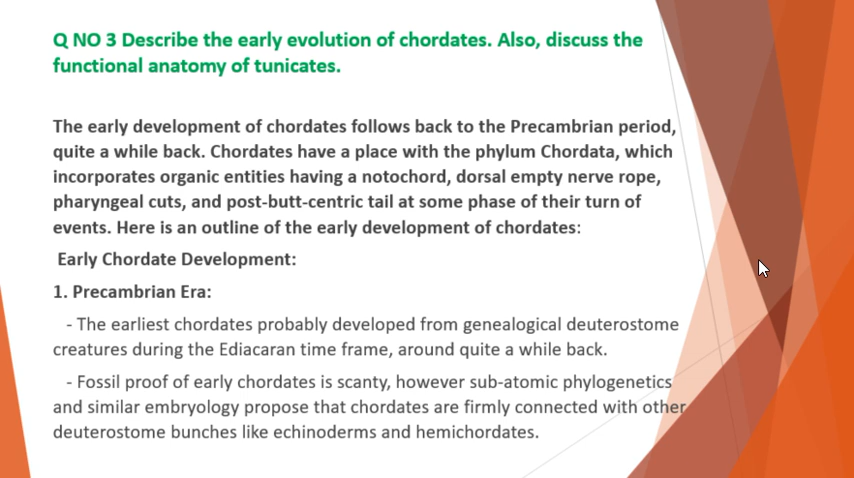 Q NO 3 Describe the early evolution of chordates. Also, discuss the
functional anatomy of tunicates.
The early development of chordates follows back to the Precambrian period,
quite a while back. Chordates have a place with the phylum Chordata, which
incorporates organic entities having a notochord, dorsal empty nerve rope,
pharyngeal cuts, and post-butt-centric tail at some phase of their turn of
events. Here is an outline of the early development of chordates:
Early Chordate Development:
1. Precambrian Era:
- The earliest chordates probably developed from genealogical deuterostome
creatures during the Ediacaran time frame, around quite a while back.
- Fossil proof of early chordates is scanty, however sub-atomic phylogenetics
and similar embryology propose that chordates are firmly connected with other
deuterostome bunches like echinoderms and hemichordates.